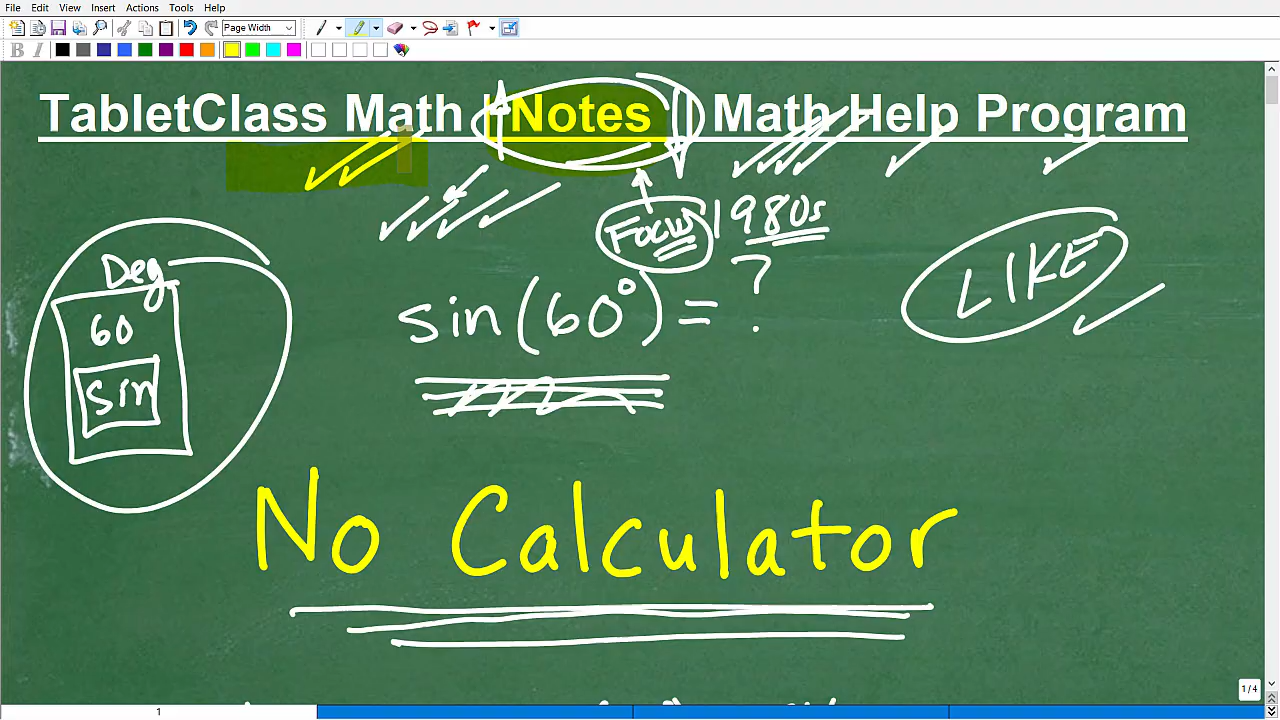 File Edit View Insert Actions Tools Help
Page Width
B I
TabletClass Math | Notes | Math Help Program
Focus 1980s
Deg
60
sin
sin(60°) = ?
LIKE
No Calculator
1/4
1